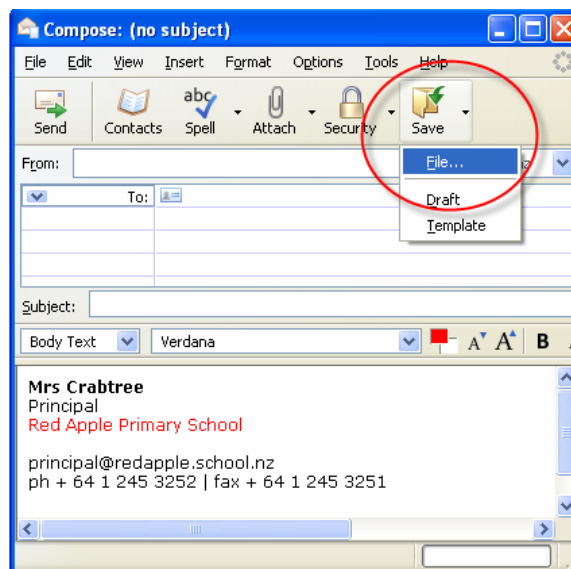 Compose: (no subject)
File Edit View Insert Format Options Tools Help
abc
Send Contacts Spell Attach Security Save
From:
File...
To:
Draft
Template
Subject:
Body Text Verdana A A B
Mrs Crabtree
Principal
Red Apple Primary School
principal@redapple.school.nz
ph + 64 1 245 3252 | fax + 64 1 245 3251